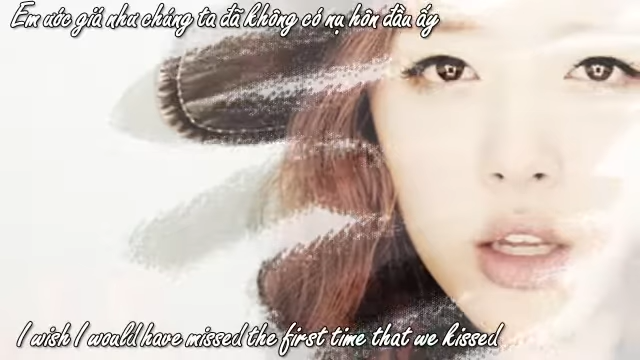 Em ước giá như chúng ta đã không có nụ hôn đầu ấy
I wish I would have missed the first time that we kissed